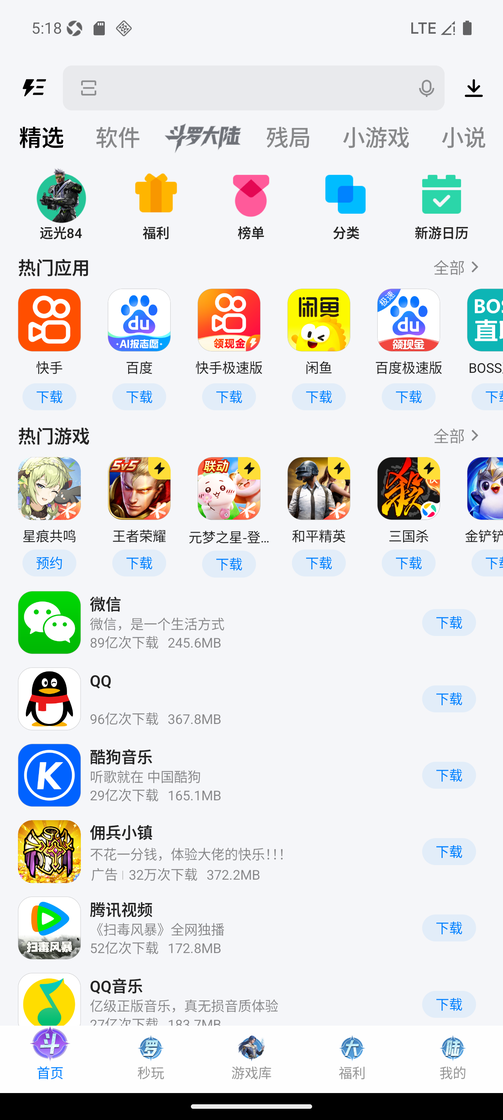 5:18
LTE
精选 软件 斗罗大陆 残局 小游戏 小说
远光84 福利 榜单 分类 新游日历
热门应用 全部
闲鱼 极速 BOSS 直
du AI报志愿 领现金 du 领现金
快手 百度 快手极速版 闲鱼 百度极速版 BOSS
下载 下载 下载 下载 下载 下
热门游戏 全部
5v5 联动 杀
星痕共鸣 王者荣耀 元梦之星-登... 和平精英 三国杀 金铲铲
预约 下载 下载 下载 下载 下
微信
微信，是一个生活方式
89亿次下载 245.6MB
下载
QQ
96亿次下载 367.8MB
下载
酷狗音乐
听歌就在 中国酷狗
29亿次下载 165.1MB
下载
佣兵小镇
不花一分钱，体验大佬的快乐!!!
广告 32万次下载 372.2MB
下载
扫毒风暴
腾讯视频
《扫毒风暴》全网独播
52亿次下载 172.8MB
下载
QQ音乐
亿级正版音乐，真无损音质体验
27亿次下载 183.7MB
下载
斗 罗 大 陆
首页 秒玩 游戏库 福利 我的